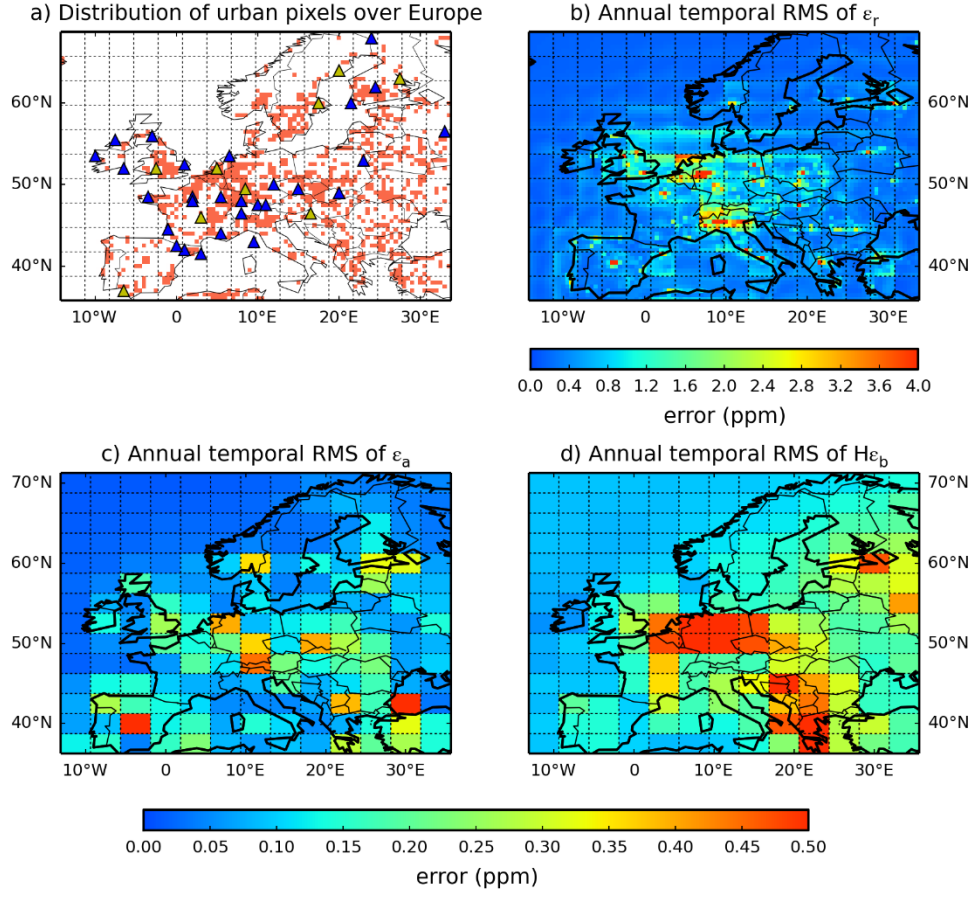 a) Distribution of urban pixels over Europe
b) Annual temporal RMS of εr
60°N
50°N
40°N
60°N
50°N
40°N
10°W 0 10°E 20°E 30°E
10°W 0 10°E 20°E 30°E
0.0 0.4 0.8 1.2 1.6 2.0 2.4 2.8 3.2 3.6 4.0
error (ppm)
c) Annual temporal RMS of εa
d) Annual temporal RMS of Hεb
70°N
60°N
50°N
40°N
70°N
60°N
50°N
40°N
10°W 0 10°E 20°E 30°E
10°W 0 10°E 20°E 30°E
0.00 0.05 0.10 0.15 0.20 0.25 0.30 0.35 0.40 0.45 0.50
error (ppm)